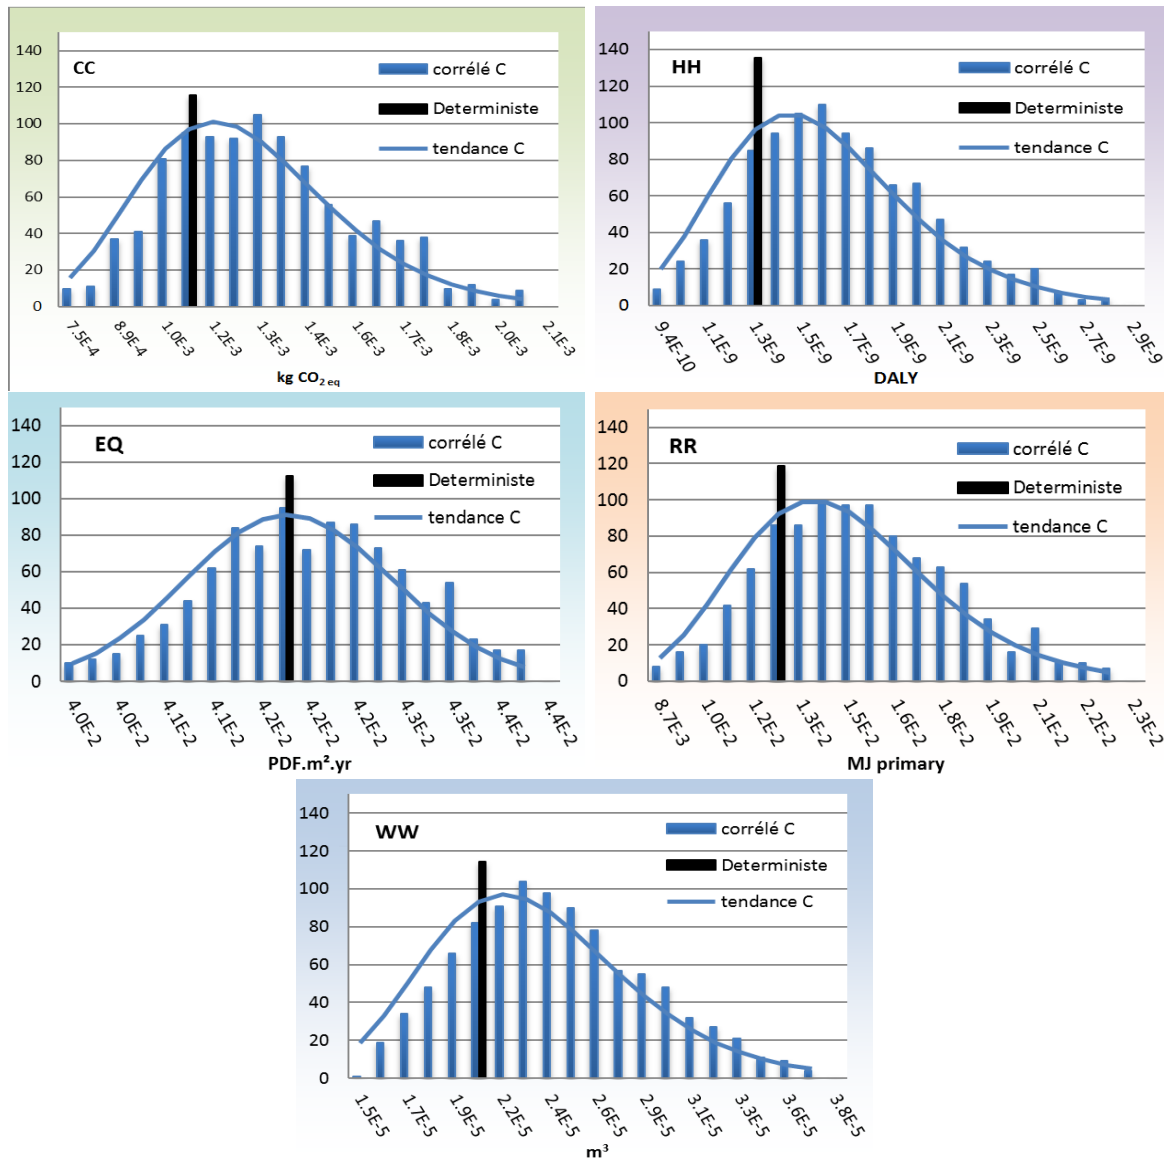 CC
140
120
100
80
60
40
20
0
corrélé C
Deterministe
tendance C
7.5E-4
8.9E-4
1.0E-3
1.2E-3
1.3E-3
1.4E-3
1.6E-3
1.7E-3
1.8E-3
2.0E-3
2.1E-3
kg CO2 eq
HH
140
120
100
80
60
40
20
0
corrélé C
Deterministe
tendance C
9.4E-10
1.1E-9
1.3E-9
1.5E-9
1.7E-9
1.9E-9
2.1E-9
2.3E-9
2.5E-9
2.7E-9
2.9E-9
DALY
EQ
140
120
100
80
60
40
20
0
corrélé C
Deterministe
tendance C
4.0E-2
4.0E-2
4.1E-2
4.1E-2
4.2E-2
4.2E-2
4.2E-2
4.3E-2
4.3E-2
4.4E-2
4.4E-2
PDF.m².yr
RR
140
120
100
80
60
40
20
0
corrélé C
Deterministe
tendance C
8.7E-3
1.0E-2
1.2E-2
1.3E-2
1.5E-2
1.6E-2
1.8E-2
1.9E-2
2.1E-2
2.2E-2
2.3E-2
MJ primary
WW
140
120
100
80
60
40
20
0
corrélé C
Deterministe
tendance C
1.5E-5
1.7E-5
1.9E-5
2.2E-5
2.4E-5
2.6E-5
2.9E-5
3.1E-5
3.3E-5
3.6E-5
3.8E-5
m³